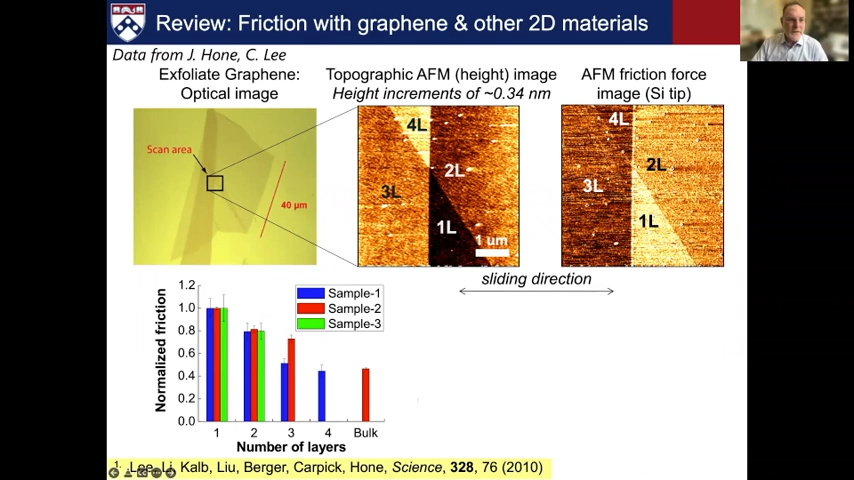 Review: Friction with graphene & other 2D materials
Data from J. Hone, C. Lee
Exfoliate Graphene:
Optical image
Topographic AFM (height) image
Height increments of ~0.34 nm
AFM friction force
image (Si tip)
Scan area
40 µm
4L
2L
3L
1L
1 um
4L
2L
3L
1L
sliding direction
Normalized friction
1.2
1.0
0.8
0.6
0.4
0.2
0.0
Sample-1
Sample-2
Sample-3
1 2 3 4 Bulk
Number of layers
1. Lee, Li, Kalb, Liu, Berger, Carpick, Hone, Science, 328, 76 (2010)